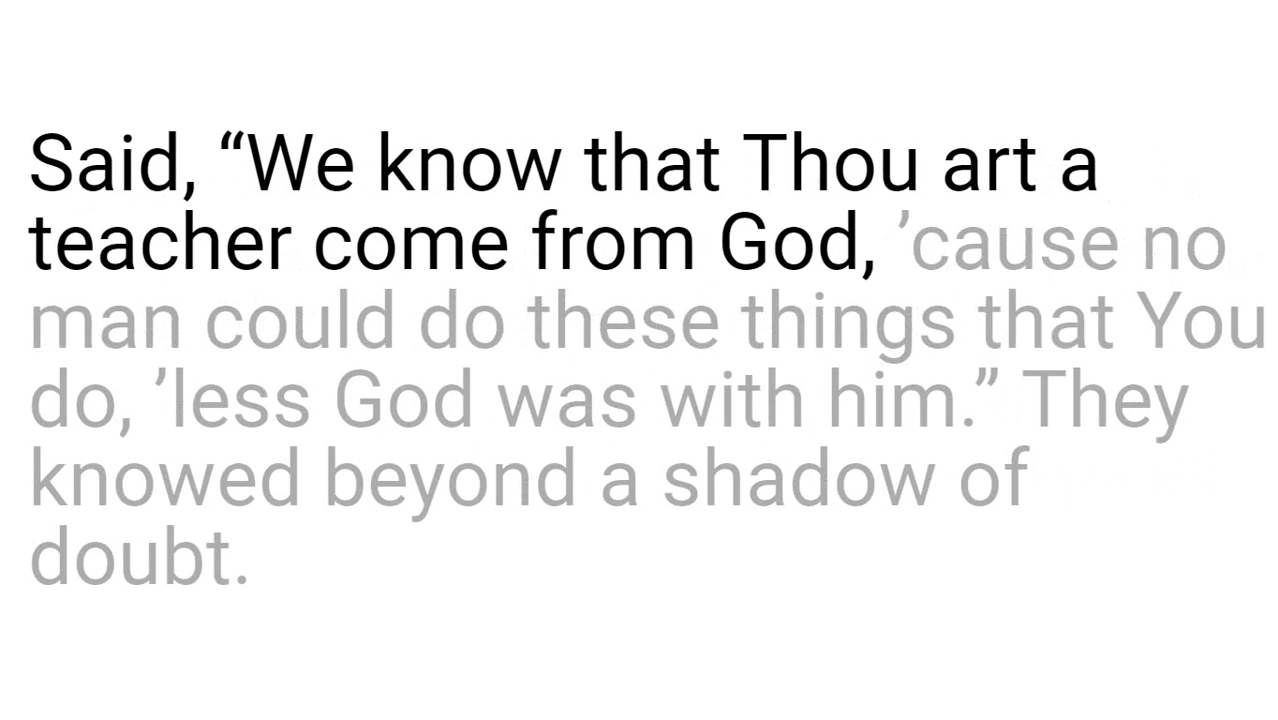 Said, “We know that Thou art a
teacher come from God, ’cause no
man could do these things that You
do, ’less God was with him.” They
knowed beyond a shadow of
doubt.